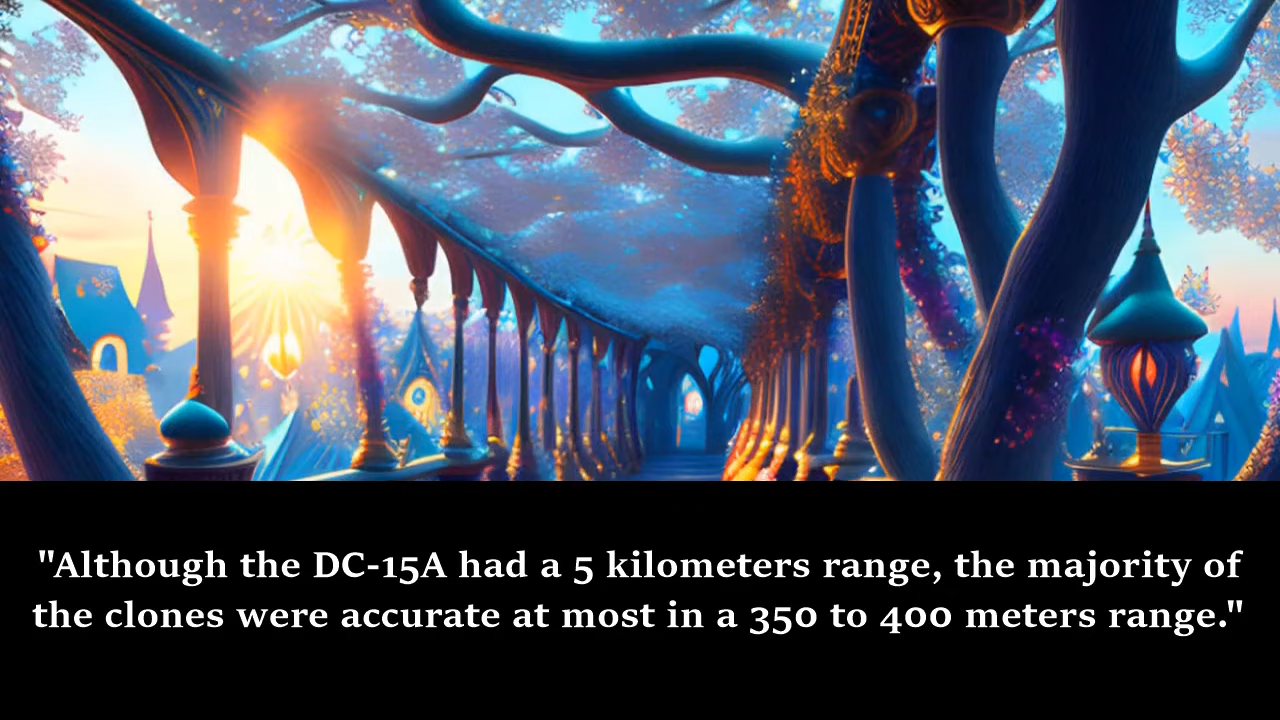 "Although the DC-15A had a 5 kilometers range, the majority of
the clones were accurate at most in a 350 to 400 meters range."